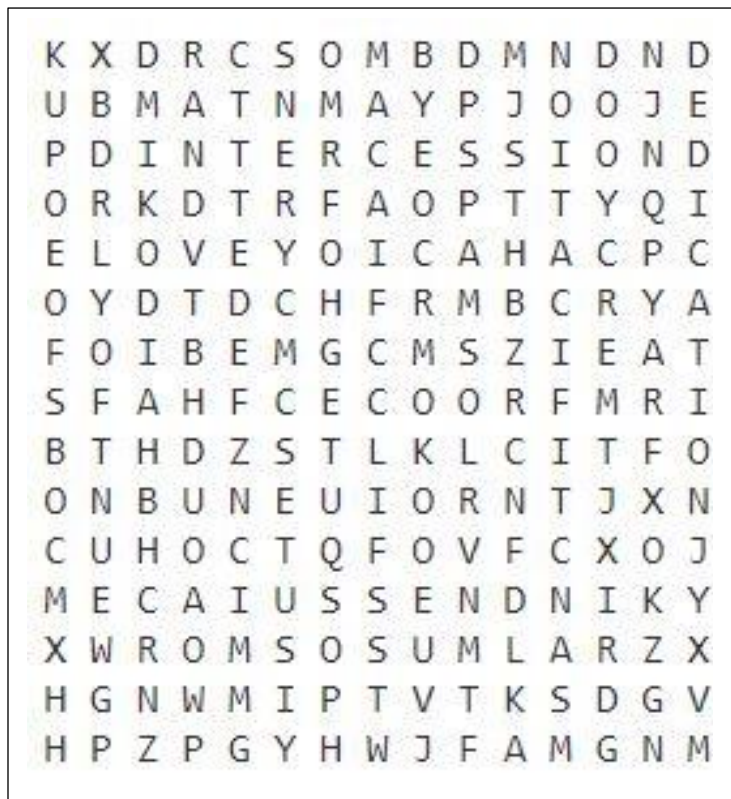 K X D R C S O M B D M N D N D
U B M A T N M A Y P J O O J E
P D I N T E R C E S S I O N D
O R K D T R F A O P T T Y Q I
E L O V E Y O I C A H A C P C
O Y D T D C H F R M B C R Y A
F O I B E M G C M S Z I E A T
S F A H F C E C O O R F M R I
B T H D Z S T L K L C I T F O
O N B U N E U I O R N T J X N
C U H O C T Q F O V F C X O J
M E C A I U S S E N D N I K Y
X W R O M S O S U M L A R Z X
H G N W M I P T V T K S D G V
H P Z P G Y H W J F A M G N M